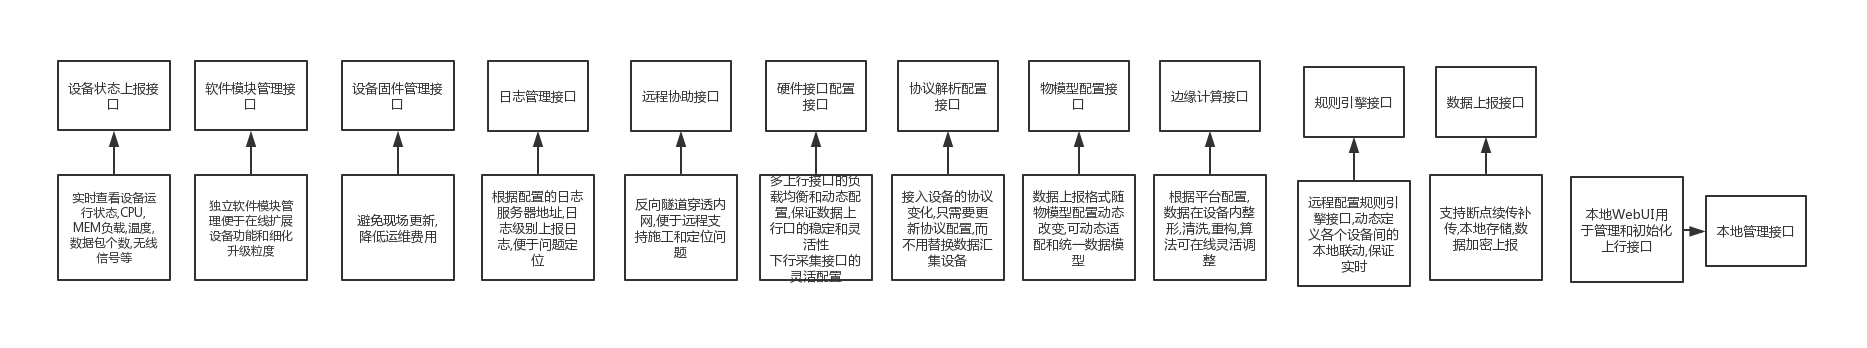 设备状态上报接
口
软件模块管理接
口
设备固件管理接
口
日志管理接口
远程协助接口
硬件接口配置
接口
协议解析配置
接口
物模型配置接
口
边缘计算接口
规则引擎接口
数据上报接口
实时查看设备运
行状态,CPU,
MEM负载,温度,
数据包个数,无线
信号等
独立软件模块管
理便于在线扩展
设备功能和细化
升级粒度
避免现场更新,
降低运维费用
根据配置的日志
服务器地址,日
志级别上报日
志,便于问题定
位
反向隧道穿透内
网,便于远程支
持施工和定位问
题
多上行接口的负
载均衡和动态配
置,保证数据上
行口的稳定和灵
活性
下行采集接口的
灵活配置
接入设备的协议
变化,只需要更
新协议配置,而
不用替换数据汇
集设备
数据上报格式随
物模型配置动态
改变,可动态适
配和统一数据模
型
根据平台配置,
数据在设备内整
形,清洗,重构,算
法可在线灵活调
整
远程配置规则引
擎接口,动态定
义各个设备间的
本地联动,保证
实时
支持断点续传补
传,本地存储,数
据加密上报
本地WebUI用
于管理和初始化
上行接口
本地管理接口